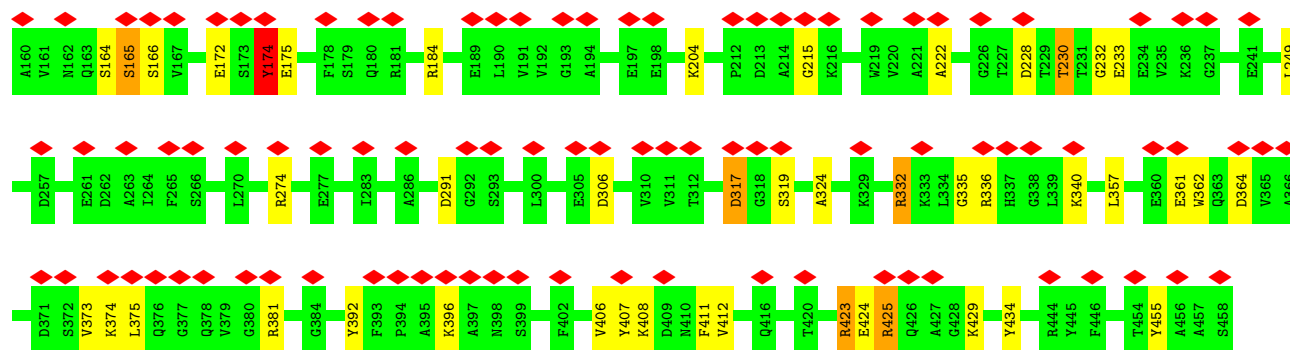 A160 V161 N162 Q163 S164 S165 S166 V167 E172 S173 Y174 E175 F178 S179 Q180 R181 R184 E189 L190 V191 V192 G193 A194 E197 E198 K204 P212 D213 A214 G215 K216 W219 V220 A221 A222 G226 T227 D228 T229 T230 T231 G232 E233 E234 V235 K236 G237 E241 L249
D257 E261 D262 A263 I264 F265 S266 L270 R274 E277 I283 A286 D291 G292 S293 L300 E305 D306 V310 V311 T312 D317 G318 S319 A324 K329 R332 K333 L334 G335 R336 H337 G338 L339 K340 L357 E360 E361 W362 Q363 D364 V365 A366
D371 S372 V373 K374 L375 Q376 G377 Q378 V379 G380 R381 G384 Y392 F393 P394 A395 K396 A397 N398 S399 F402 V406 Y407 K408 D409 N410 F411 V412 Q416 T420 R423 E424 R425 Q426 A427 G428 K429 Y434 R444 Y445 F446 T454 Y455 A456 A457 S458